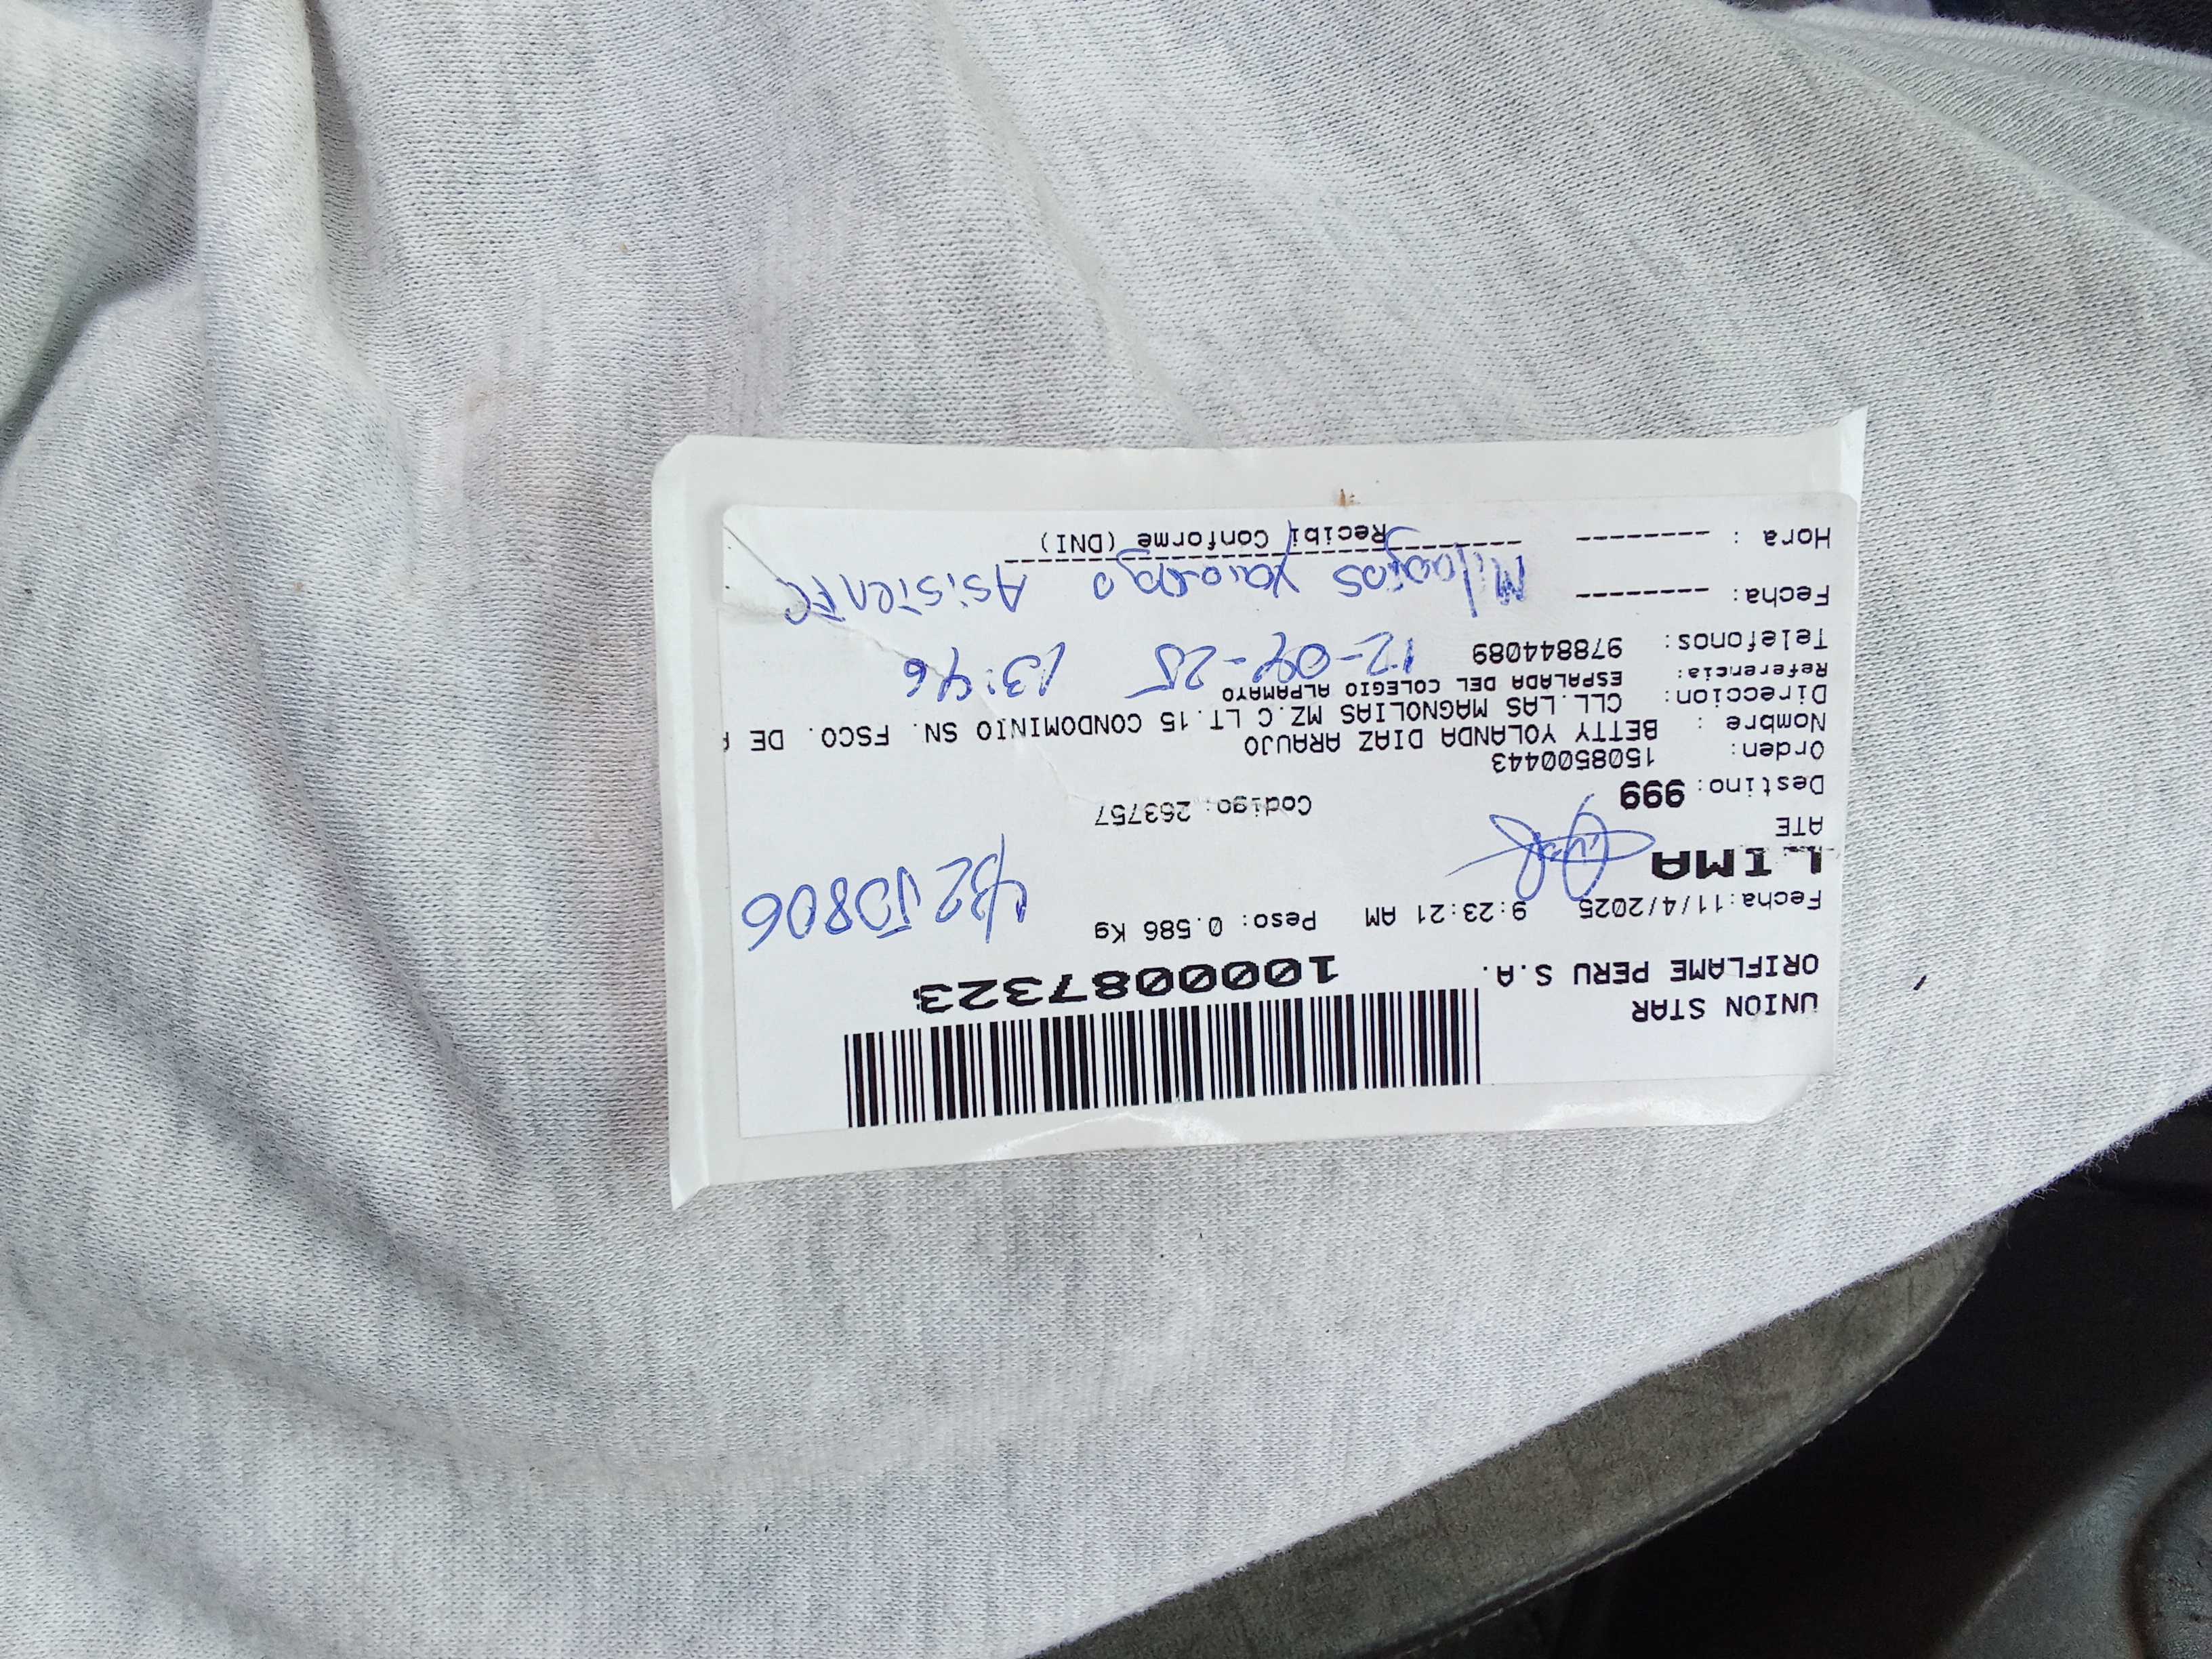 UNION STAR
ORIFLAME PERU S.A.
1000087323
Fecha:11/4/2025 9:23:21 AM Peso: 0.586 Kg
LIMA
ATE
Destino: 999 Codigo: 263757
Orden: 1508500443
Nombre : BETTY YOLANDA DIAZ ARAUJO
Direccion: CLL.LAS MAGNOLIAS MZ.C LT.15 CONDOMINIO SN. FSCO. DE
Referencia: ESPALADA DEL COLEGIO ALPAMAYO
Telefonos: 978844089 12-04-25 13:46
Fecha: --------
Milagros Asistente
Hora : --------
Recibi Conforme (DNI)